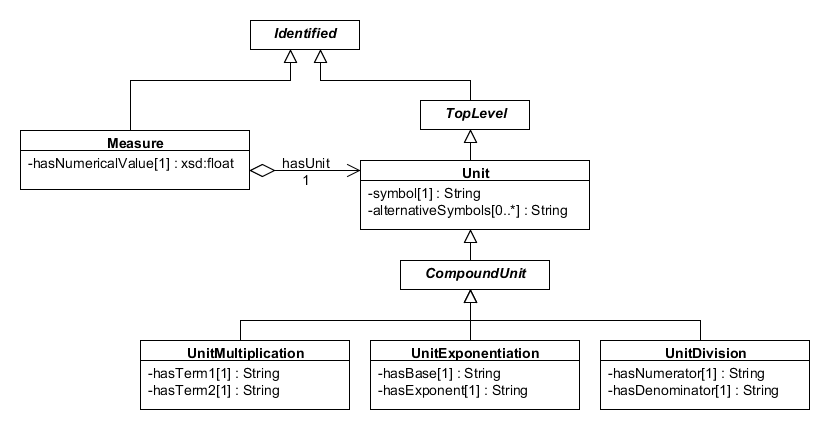 Identified
TopLevel
Measure
-hasNumericalValue[1] : xsd:float
hasUnit
1
Unit
-symbol[1] : String
-alternativeSymbols[0..*] : String
CompoundUnit
UnitMultiplication
-hasTerm1[1] : String
-hasTerm2[1] : String
UnitExponentiation
-hasBase[1] : String
-hasExponent[1] : String
UnitDivision
-hasNumerator[1] : String
-hasDenominator[1] : String